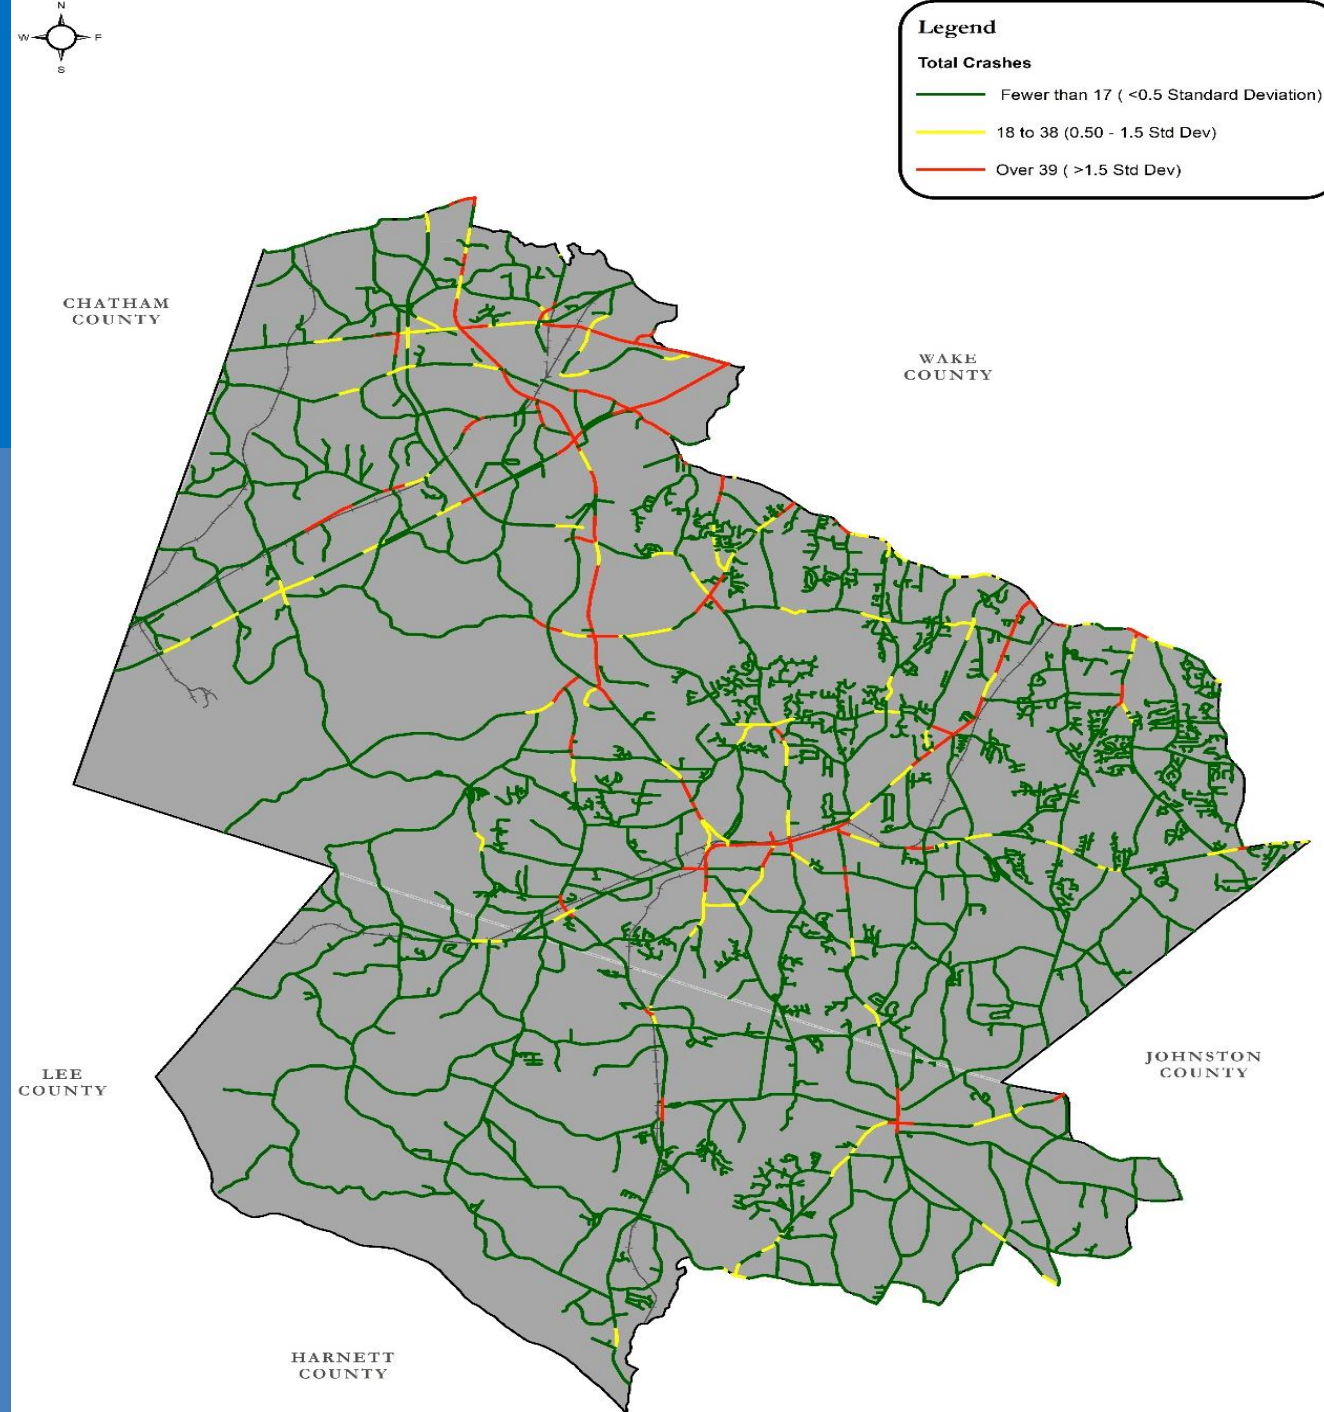 N
W
F
S
Legend
Total Crashes
Fewer than 17 ( <0.5 Standard Deviation)
18 to 38 (0.50 - 1.5 Std Dev)
Over 39 ( >1.5 Std Dev)
CHATHAM
COUNTY
WAKE
COUNTY
LEE
COUNTY
JOHNSTON
COUNTY
HARNETT
COUNTY